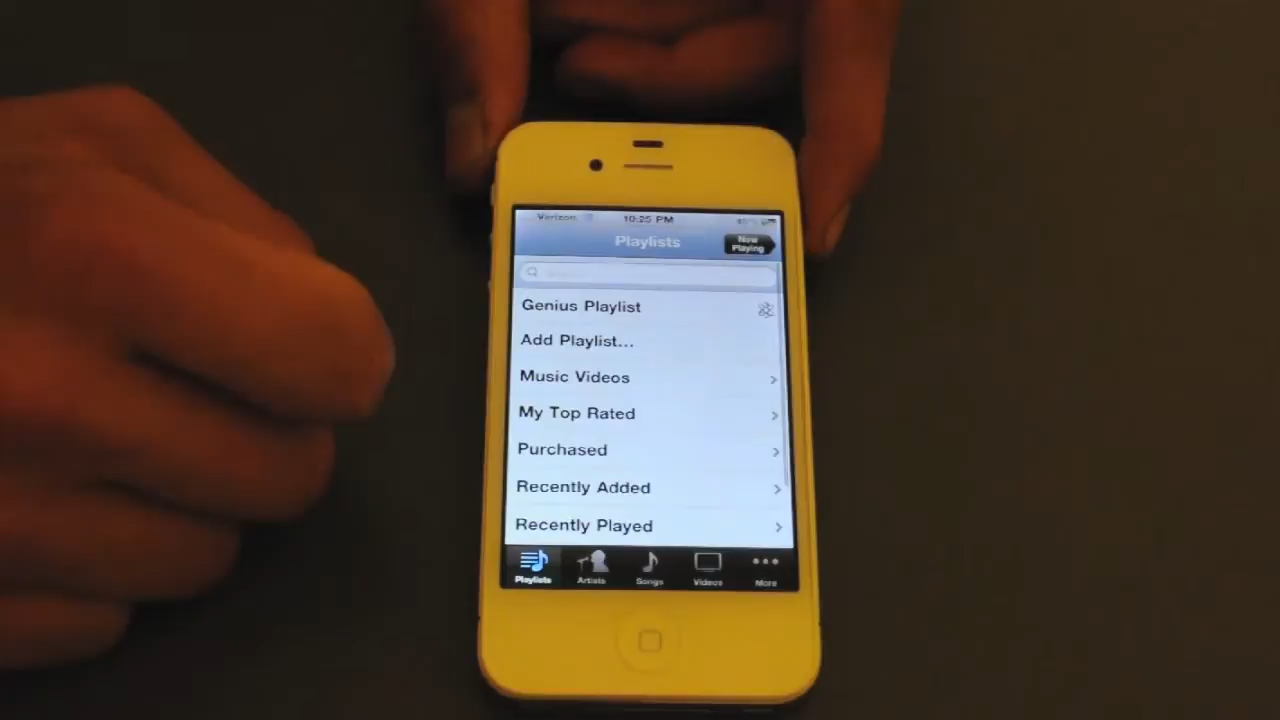 Verizon 10:25 PM
Playlists
Now
Playing
Genius Playlist
Add Playlist...
Music Videos
My Top Rated
Purchased
Recently Added
Recently Played
Playlists Artists Songs Videos More